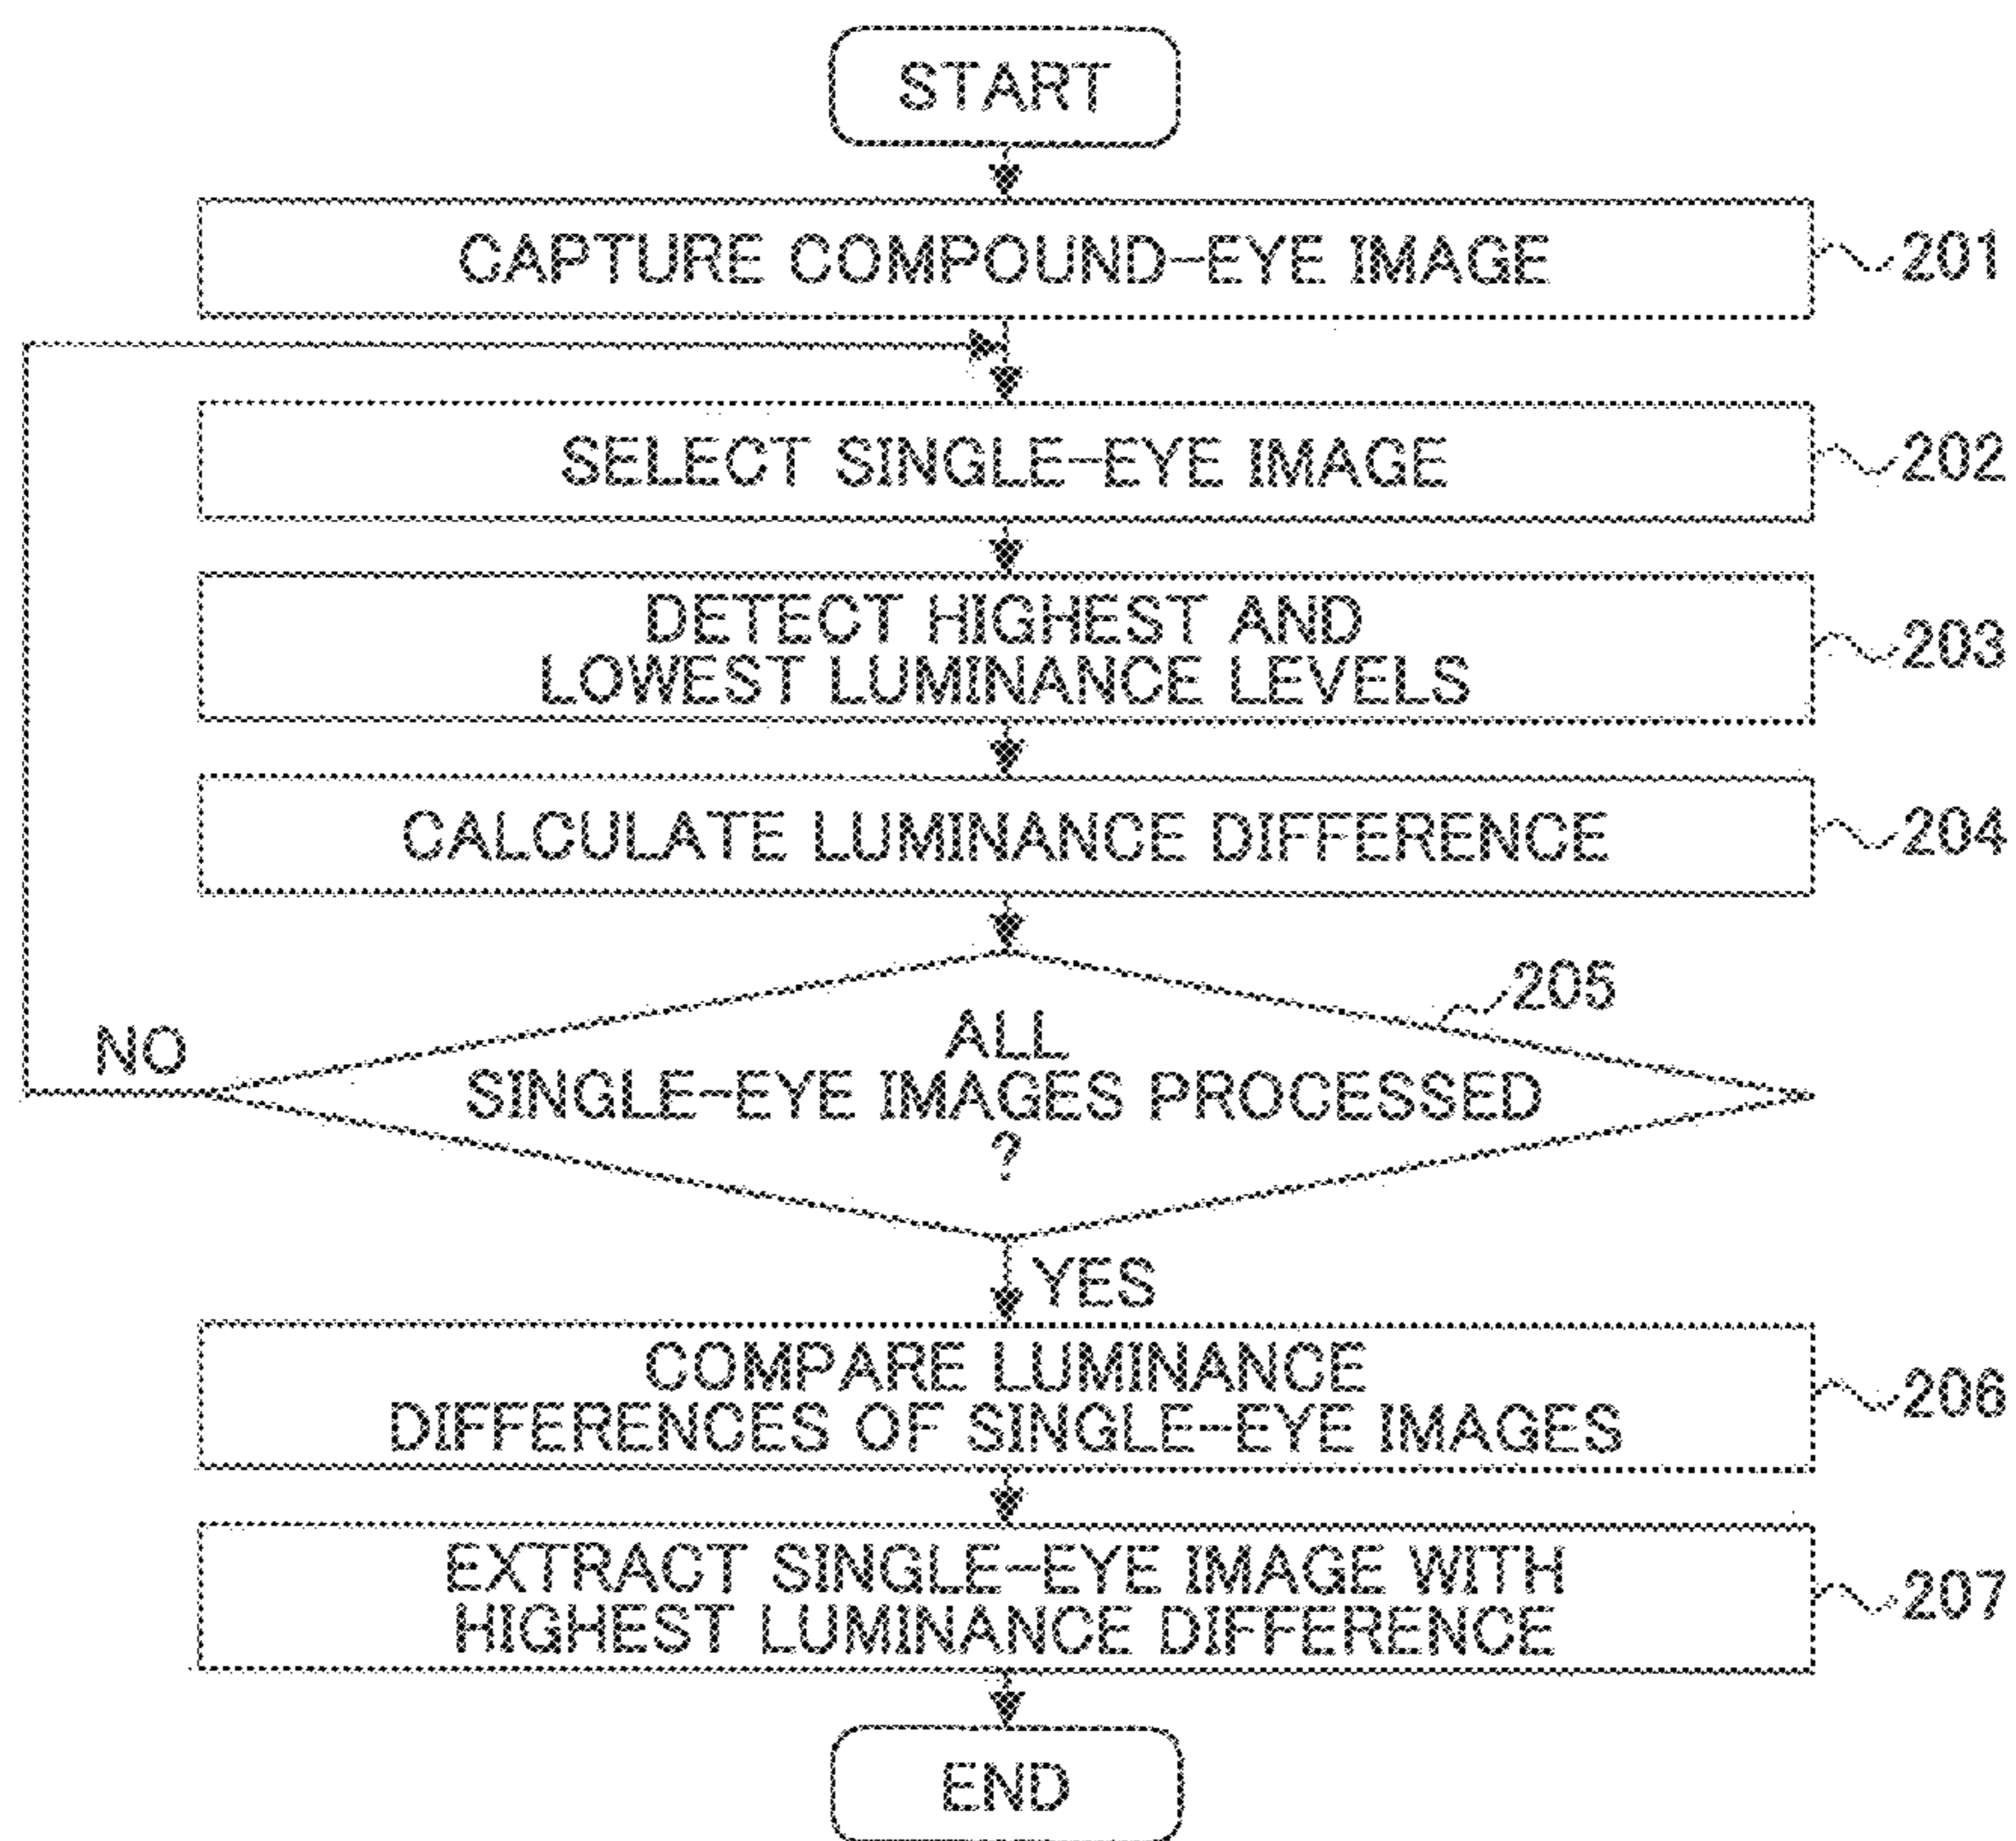 START
CAPTURE COMPOUND-EYE IMAGE
201
SELECT SINGLE-EYE IMAGE
202
DETECT HIGHEST AND
LOWEST LUMINANCE LEVELS
203
CALCULATE LUMINANCE DIFFERENCE
204
205
NO
ALL
SINGLE-EYE IMAGES PROCESSED
?
YES
COMPARE LUMINANCE
DIFFERENCES OF SINGLE-EYE IMAGES
206
EXTRACT SINGLE-EYE IMAGE WITH
HIGHEST LUMINANCE DIFFERENCE
207
END